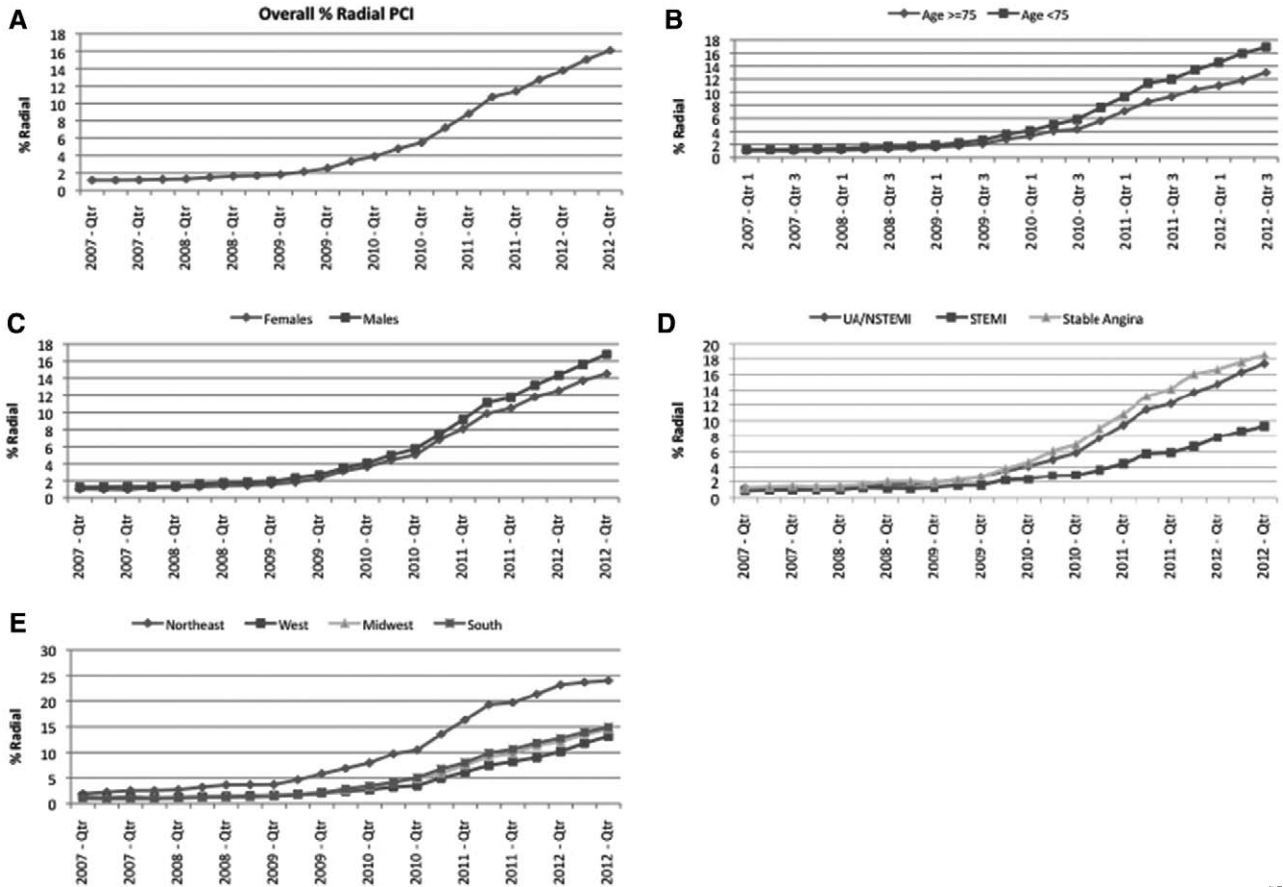 A
Overall % Radial PCI
18
16
14
12
10
8
6
4
2
0
% Radial
2007 - Qtr
2007 - Qtr
2008 - Qtr
2008 - Qtr
2009 - Qtr
2009 - Qtr
2010 - Qtr
2010 - Qtr
2011 - Qtr
2011 - Qtr
2012 - Qtr
2012 - Qtr
B
Age >=75 Age <75
18
16
14
12
10
8
6
4
2
0
% Radial
2007 - Qtr 1
2007 - Qtr 3
2008 - Qtr 1
2008 - Qtr 3
2009 - Qtr 1
2009 - Qtr 3
2010 - Qtr 1
2010 - Qtr 3
2011 - Qtr 1
2011 - Qtr 3
2012 - Qtr 1
2012 - Qtr 3
C
Females Males
18
16
14
12
10
8
6
4
2
0
% Radial
2007 - Qtr
2007 - Qtr
2008 - Qtr
2008 - Qtr
2009 - Qtr
2009 - Qtr
2010 - Qtr
2010 - Qtr
2011 - Qtr
2011 - Qtr
2012 - Qtr
2012 - Qtr
D
UA/NSTEMI STEMI Stable Angira
20
18
16
14
12
10
8
6
4
2
0
% Radial
2007 - Qtr
2007 - Qtr
2008 - Qtr
2008 - Qtr
2009 - Qtr
2009 - Qtr
2010 - Qtr
2010 - Qtr
2011 - Qtr
2011 - Qtr
2012 - Qtr
2012 - Qtr
E
Northeast West Midwest South
30
25
20
15
10
5
0
% Radial
2007 - Qtr
2007 - Qtr
2008 - Qtr
2008 - Qtr
2009 - Qtr
2009 - Qtr
2010 - Qtr
2010 - Qtr
2011 - Qtr
2011 - Qtr
2012 - Qtr
2012 - Qtr